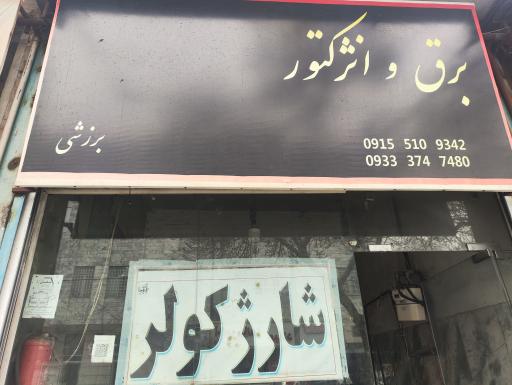 برق و انژکتور
برزشی
0915 510 9342
0933 374 7480
شارژ کولر